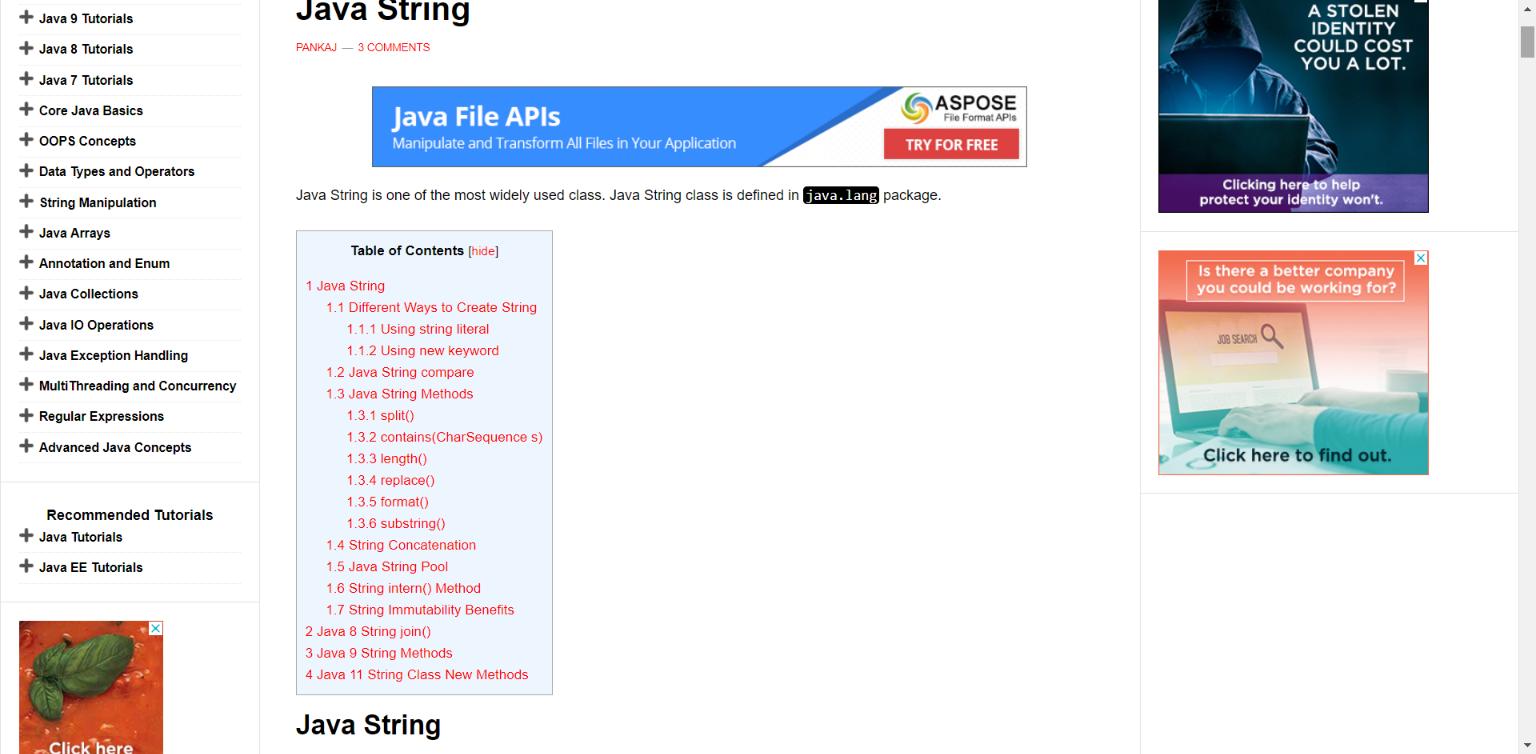 Java 9 Tutorials
Java 8 Tutorials
Java 7 Tutorials
Core Java Basics
OOPS Concepts
Data Types and Operators
String Manipulation
Java Arrays
Annotation and Enum
Java Collections
Java IO Operations
Java Exception Handling
MultiThreading and Concurrency
Regular Expressions
Advanced Java Concepts
Recommended Tutorials
Java Tutorials
Java EE Tutorials
Click here
Java String
PANKAJ — 3 COMMENTS
Java File APIs
Manipulate and Transform All Files in Your Application
ASPOSE
File Format APIs
TRY FOR FREE
Java String is one of the most widely used class. Java String class is defined in java.lang package.
Table of Contents [hide]
1 Java String
1.1 Different Ways to Create String
1.1.1 Using string literal
1.1.2 Using new keyword
1.2 Java String compare
1.3 Java String Methods
1.3.1 split()
1.3.2 contains(CharSequence s)
1.3.3 length()
1.3.4 replace()
1.3.5 format()
1.3.6 substring()
1.4 String Concatenation
1.5 Java String Pool
1.6 String intern() Method
1.7 String Immutability Benefits
2 Java 8 String join()
3 Java 9 String Methods
4 Java 11 String Class New Methods
Java String
A STOLEN
IDENTITY
COULD COST
YOU A LOT.
Clicking here to help
protect your identity won't.
Is there a better company
you could be working for?
JOB SEARCH
Click here to find out.